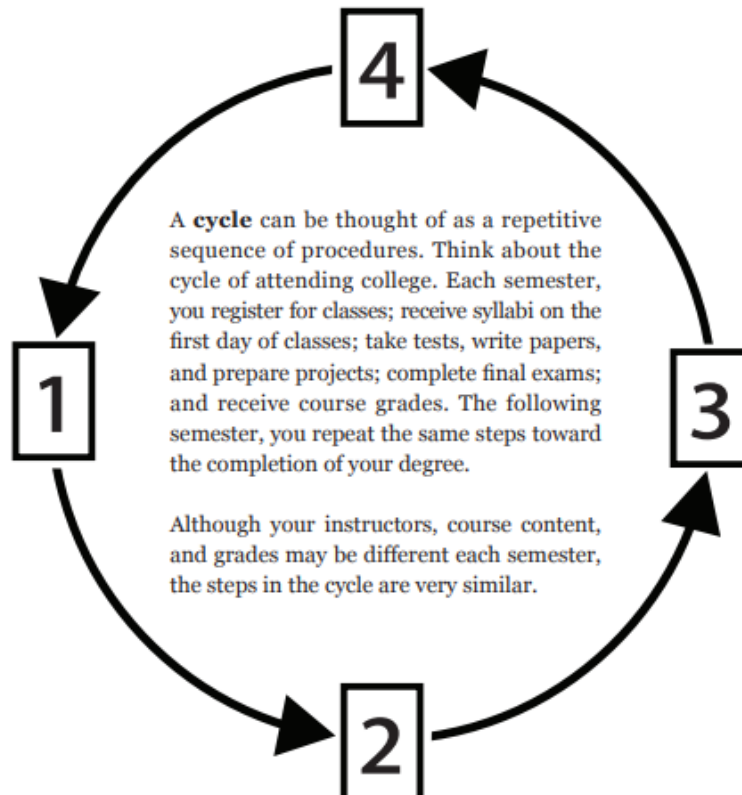 4
A cycle can be thought of as a repetitive
sequence of procedures. Think about the
cycle of attending college. Each semester,
you register for classes; receive syllabi on the
first day of classes; take tests, write papers,
and prepare projects; complete final exams;
and receive course grades. The following
semester, you repeat the same steps toward
the completion of your degree.
Although your instructors, course content,
and grades may be different each semester,
the steps in the cycle are very similar.
1
3
2